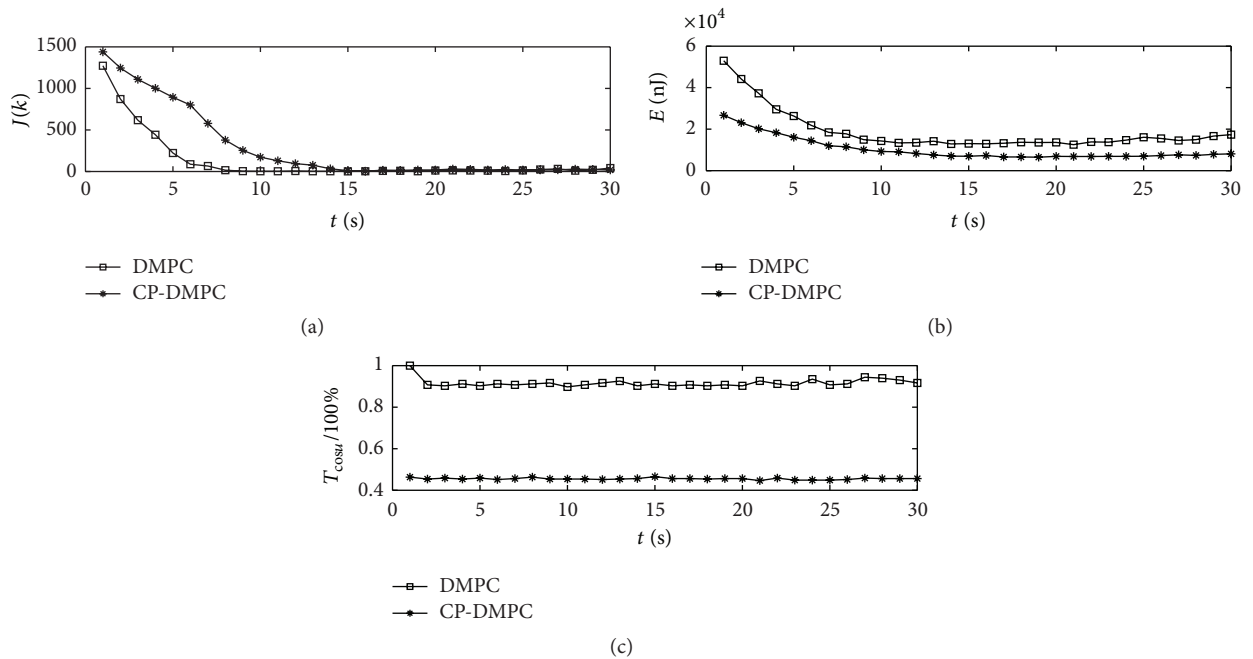 1500
1000
500
0
J(k)
0 5 10 15 20 25 30
t (s)
DMPC
CP-DMPC
(a)
×10⁴
6
4
2
0
E (nJ)
0 5 10 15 20 25 30
t (s)
DMPC
CP-DMPC
(b)
1
0.8
0.6
0.4
T_cosu/100%
0 5 10 15 20 25 30
t (s)
DMPC
CP-DMPC
(c)